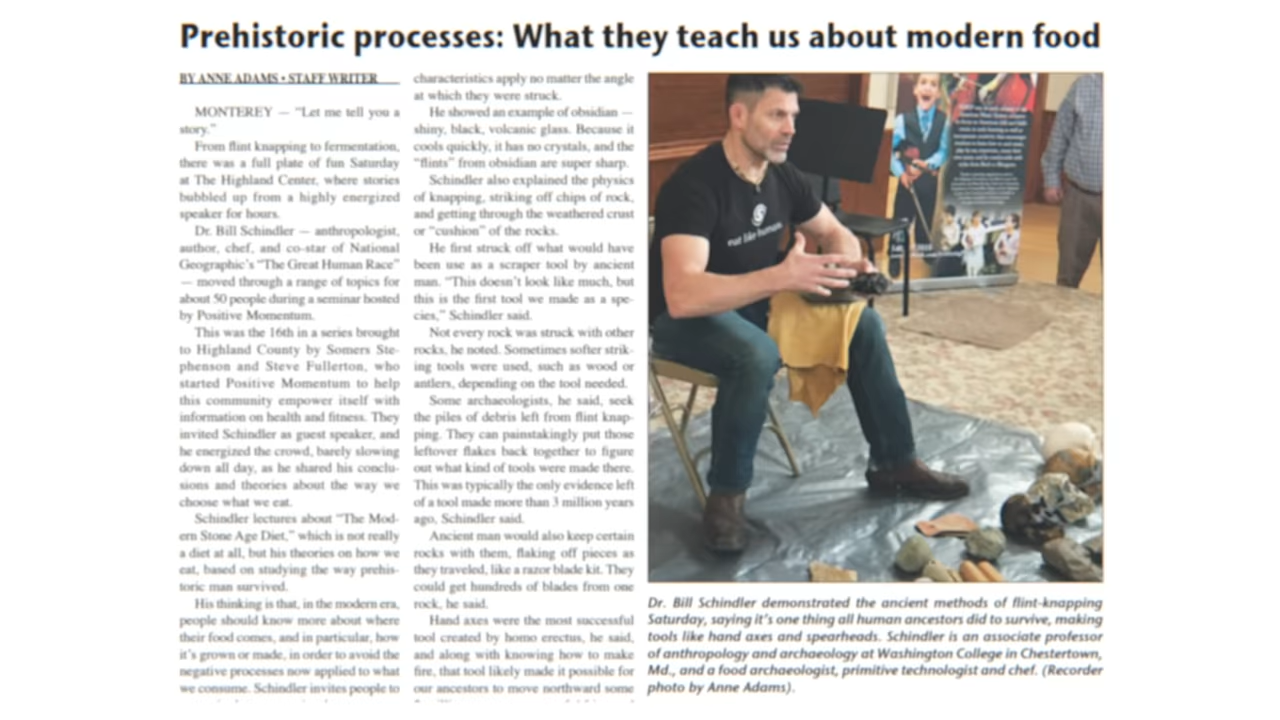 Prehistoric processes: What they teach us about modern food
BY ANNE ADAMS • STAFF WRITER
MONTEREY — “Let me tell you a
story.”
From flint knapping to fermentation,
there was a full plate of fun Saturday
at The Highland Center, where stories
bubbled up from a highly energized
speaker for hours.
Dr. Bill Schindler — anthropologist,
author, chef, and co-star of National
Geographic’s “The Great Human Race”
— moved through a range of topics for
about 50 people during a seminar hosted
by Positive Momentum.
This was the 16th in a series brought
to Highland County by Somers Ste-
phenson and Steve Fullerton, who
started Positive Momentum to help
this community empower itself with
information on health and fitness. They
invited Schindler as guest speaker, and
he energized the crowd, barely slowing
down all day, as he shared his conclu-
sions and theories about the way we
choose what we eat.
Schindler lectures about “The Mod-
ern Stone Age Diet,” which is not really
a diet at all, but his theories on how we
eat, based on studying the way prehis-
toric man survived.
His thinking is that, in the modern era,
people should know more about where
their food comes, and in particular, how
it’s grown or made, in order to avoid the
negative processes now applied to what
we consume. Schindler invites people to
characteristics apply no matter the angle
at which they were struck.
He showed an example of obsidian —
shiny, black, volcanic glass. Because it
cools quickly, it has no crystals, and the
“flints” from obsidian are super sharp.
Schindler also explained the physics
of knapping, striking off chips of rock,
and getting through the weathered crust
or “cushion” of the rocks.
He first struck off what would have
been use as a scraper tool by ancient
man. “This doesn’t look like much, but
this is the first tool we made as a spe-
cies,” Schindler said.
Not every rock was struck with other
rocks, he noted. Sometimes softer strik-
ing tools were used, such as wood or
antlers, depending on the tool needed.
Some archaeologists, he said, seek
the piles of debris left from flint knap-
ping. They can painstakingly put those
leftover flakes back together to figure
out what kind of tools were made there.
This was typically the only evidence left
of a tool made more than 3 million years
ago, Schindler said.
Ancient man would also keep certain
rocks with them, flaking off pieces as
they traveled, like a razor blade kit. They
could get hundreds of blades from one
rock, he said.
Hand axes were the most successful
tool created by homo erectus, he said,
and along with knowing how to make
fire, that tool likely made it possible for
our ancestors to move northward some
eat like human
Dr. Bill Schindler demonstrated the ancient methods of flint-knapping
Saturday, saying it’s one thing all human ancestors did to survive, making
tools like hand axes and spearheads. Schindler is an associate professor
of anthropology and archaeology at Washington College in Chestertown,
Md., and a food archaeologist, primitive technologist and chef. (Recorder
photo by Anne Adams).